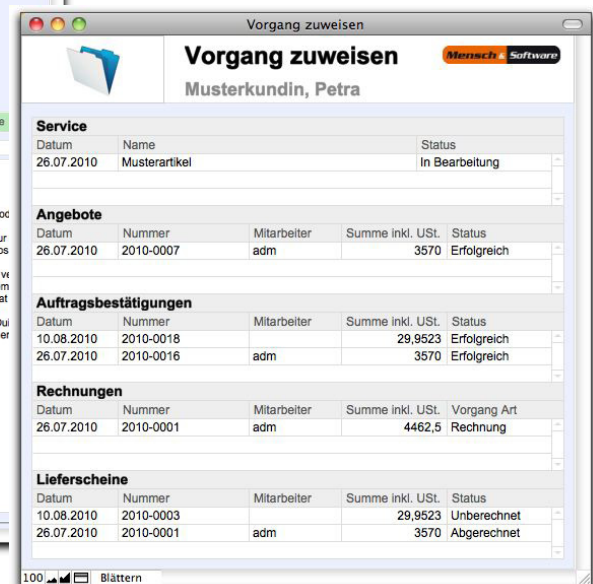 Vorgang zuweisen
Vorgang zuweisen
Mensch & Software
Musterkundin, Petra
Service
Datum Name Status
26.07.2010 Musterartikel In Bearbeitung
Angebote
Datum Nummer Mitarbeiter Summe inkl. USt. Status
26.07.2010 2010-0007 adm 3570 Erfolgreich
Auftragsbestätigungen
Datum Nummer Mitarbeiter Summe inkl. USt. Status
10.08.2010 2010-0018 29,9523 Erfolgreich
26.07.2010 2010-0016 adm 3570 Erfolgreich
Rechnungen
Datum Nummer Mitarbeiter Summe inkl. USt. Vorgang Art
26.07.2010 2010-0001 adm 4462,5 Rechnung
Lieferscheine
Datum Nummer Mitarbeiter Summe inkl. USt. Status
10.08.2010 2010-0003 29,9523 Unberechnet
26.07.2010 2010-0001 adm 3570 Abgerechnet
100 Blättern